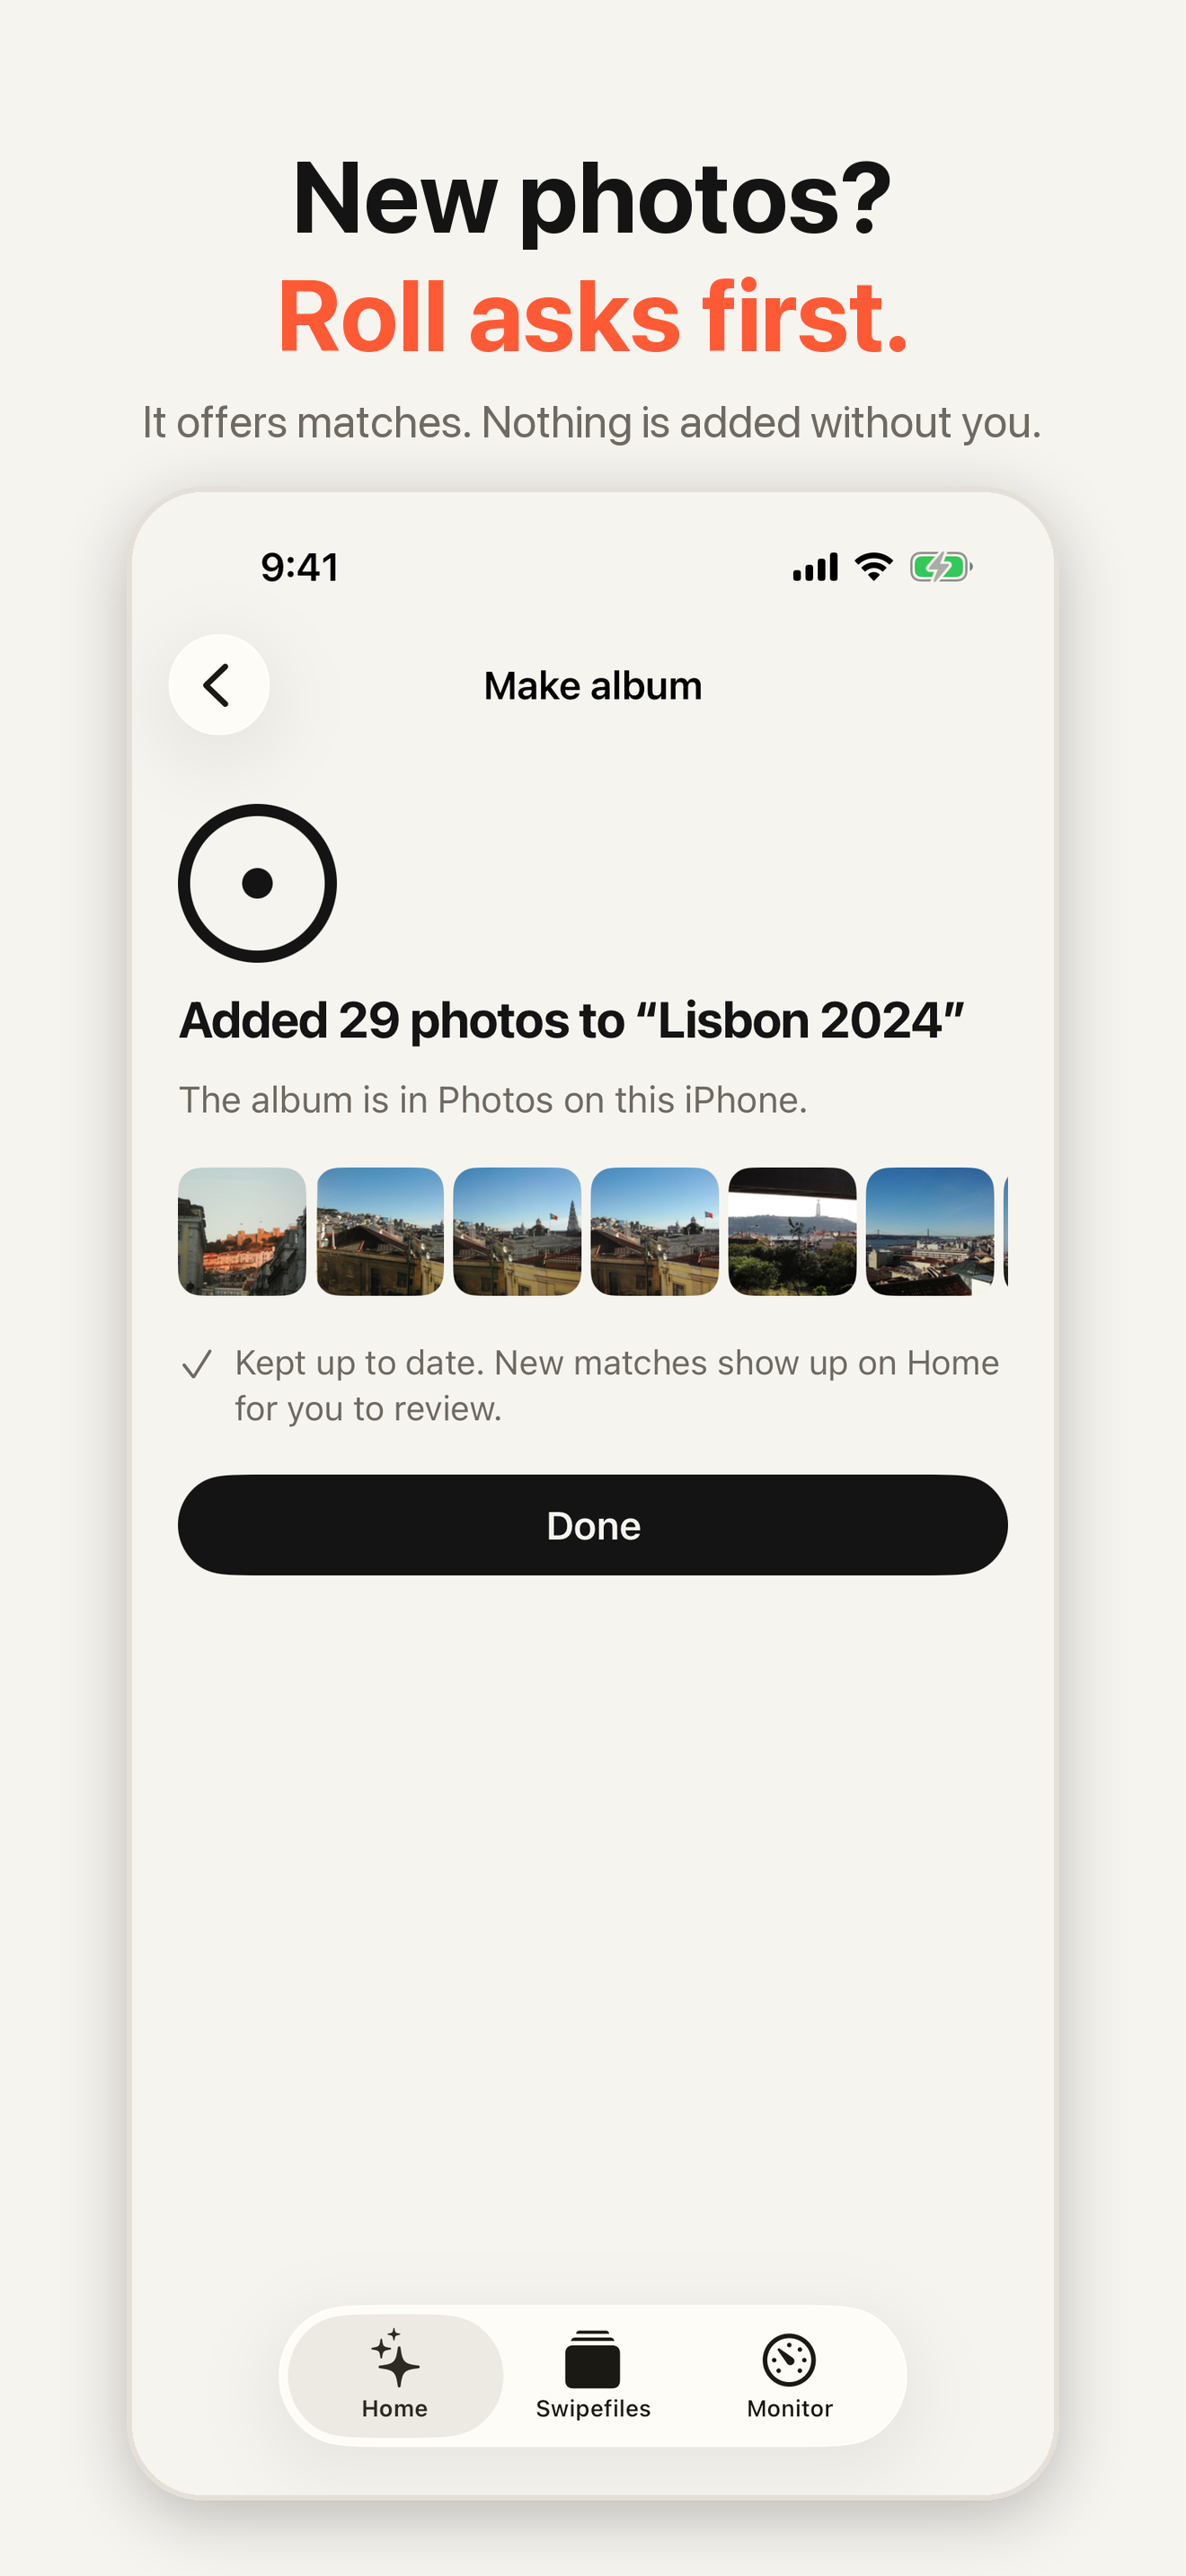 New photos?
Roll asks first.
It offers matches. Nothing is added without you.
9:41
Make album
Added 29 photos to “Lisbon 2024”
The album is in Photos on this iPhone.
Kept up to date. New matches show up on Home
for you to review.
Done
Home
Swipefiles
Monitor